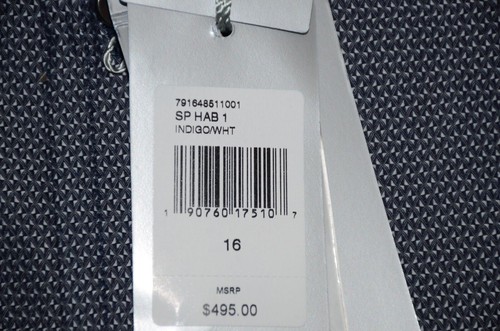 791648511001
SP HAB 1
INDIGO/WHT
1 90760 17510 7
16
MSRP
$495.00